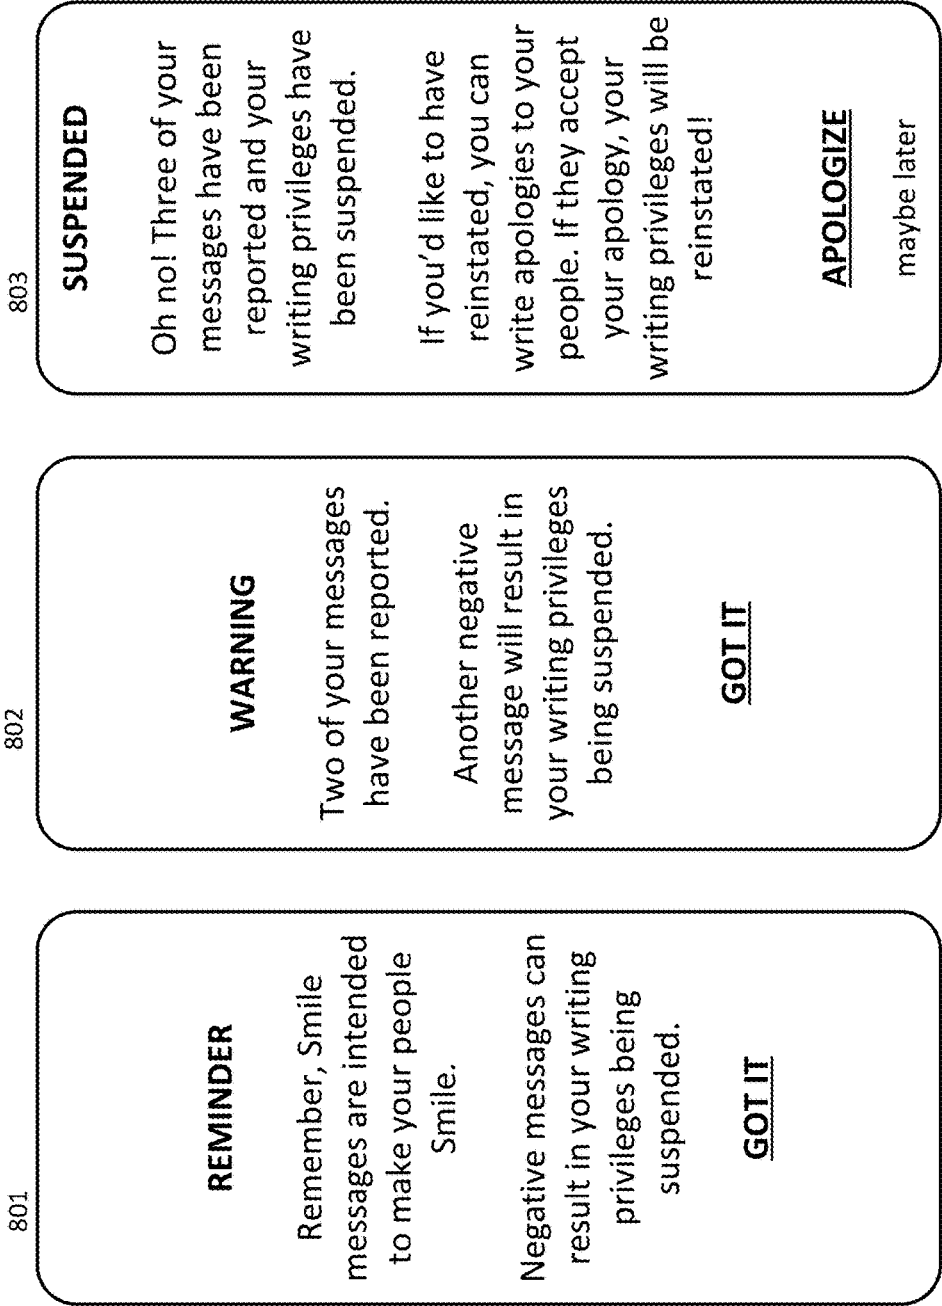 801
REMINDER
Remember, Smile
messages are intended
to make your people
Smile.
Negative messages can
result in your writing
privileges being
suspended.
GOT IT
802
WARNING
Two of your messages
have been reported.
Another negative
message will result in
your writing privileges
being suspended.
GOT IT
803
SUSPENDED
Oh no! Three of your
messages have been
reported and your
writing privileges have
been suspended.
If you'd like to have
reinstated, you can
write apologies to your
people. If they accept
your apology, your
writing privileges will be
reinstated!
APOLOGIZE
maybe later